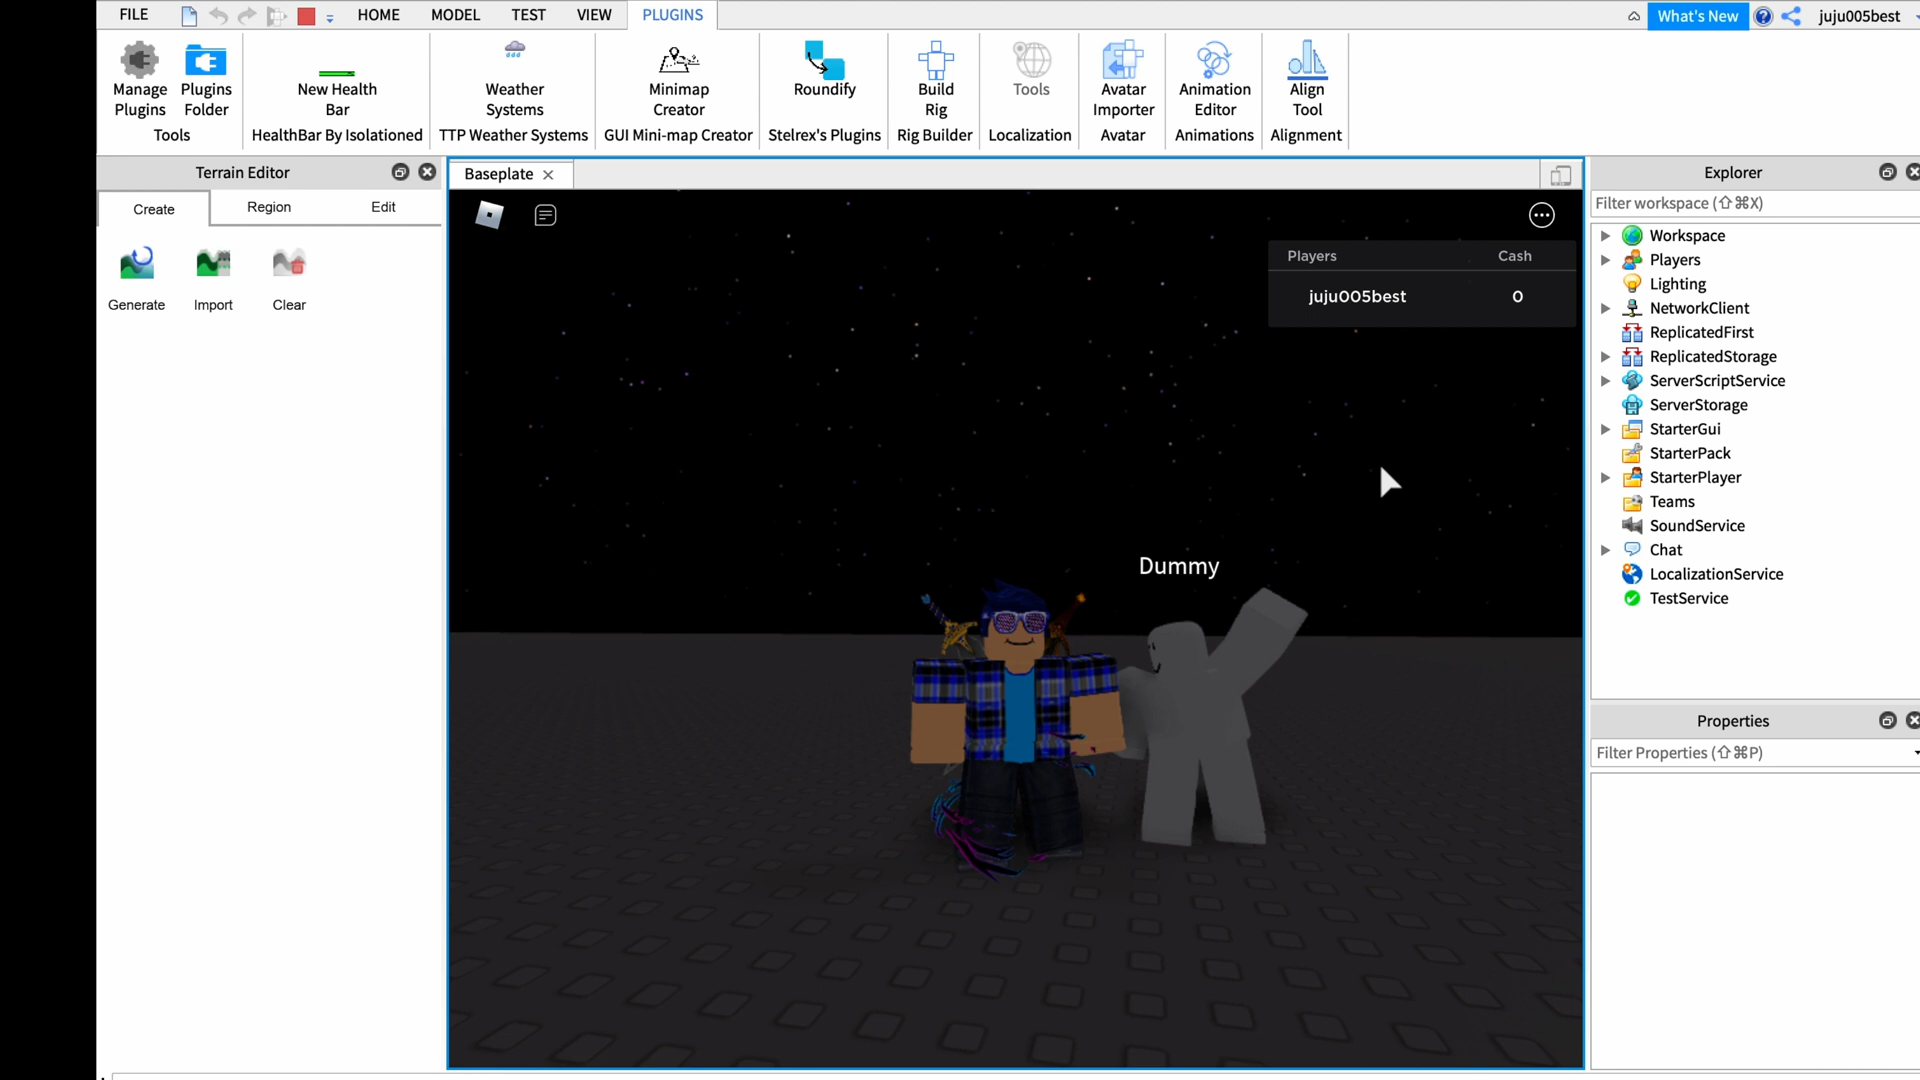 FILE
HOME
MODEL
TEST
VIEW
PLUGINS
What's New
juju005best
Manage Plugins
Plugins Folder
New Health Bar
Weather Systems
Minimap Creator
Roundify
Build Rig
Tools
Avatar Importer
Animation Editor
Align Tool
Tools
HealthBar By Isolationed
TTP Weather Systems
GUI Mini-map Creator
Stelrex's Plugins
Rig Builder
Localization
Avatar
Animations
Alignment
Terrain Editor
Create
Region
Edit
Generate
Import
Clear
Baseplate
Players Cash
juju005best 0
Dummy
Explorer
Filter workspace (⇧⌘X)
Workspace
Players
Lighting
NetworkClient
ReplicatedFirst
ReplicatedStorage
ServerScriptService
ServerStorage
StarterGui
StarterPack
StarterPlayer
Teams
SoundService
Chat
LocalizationService
TestService
Properties
Filter Properties (⇧⌘P)